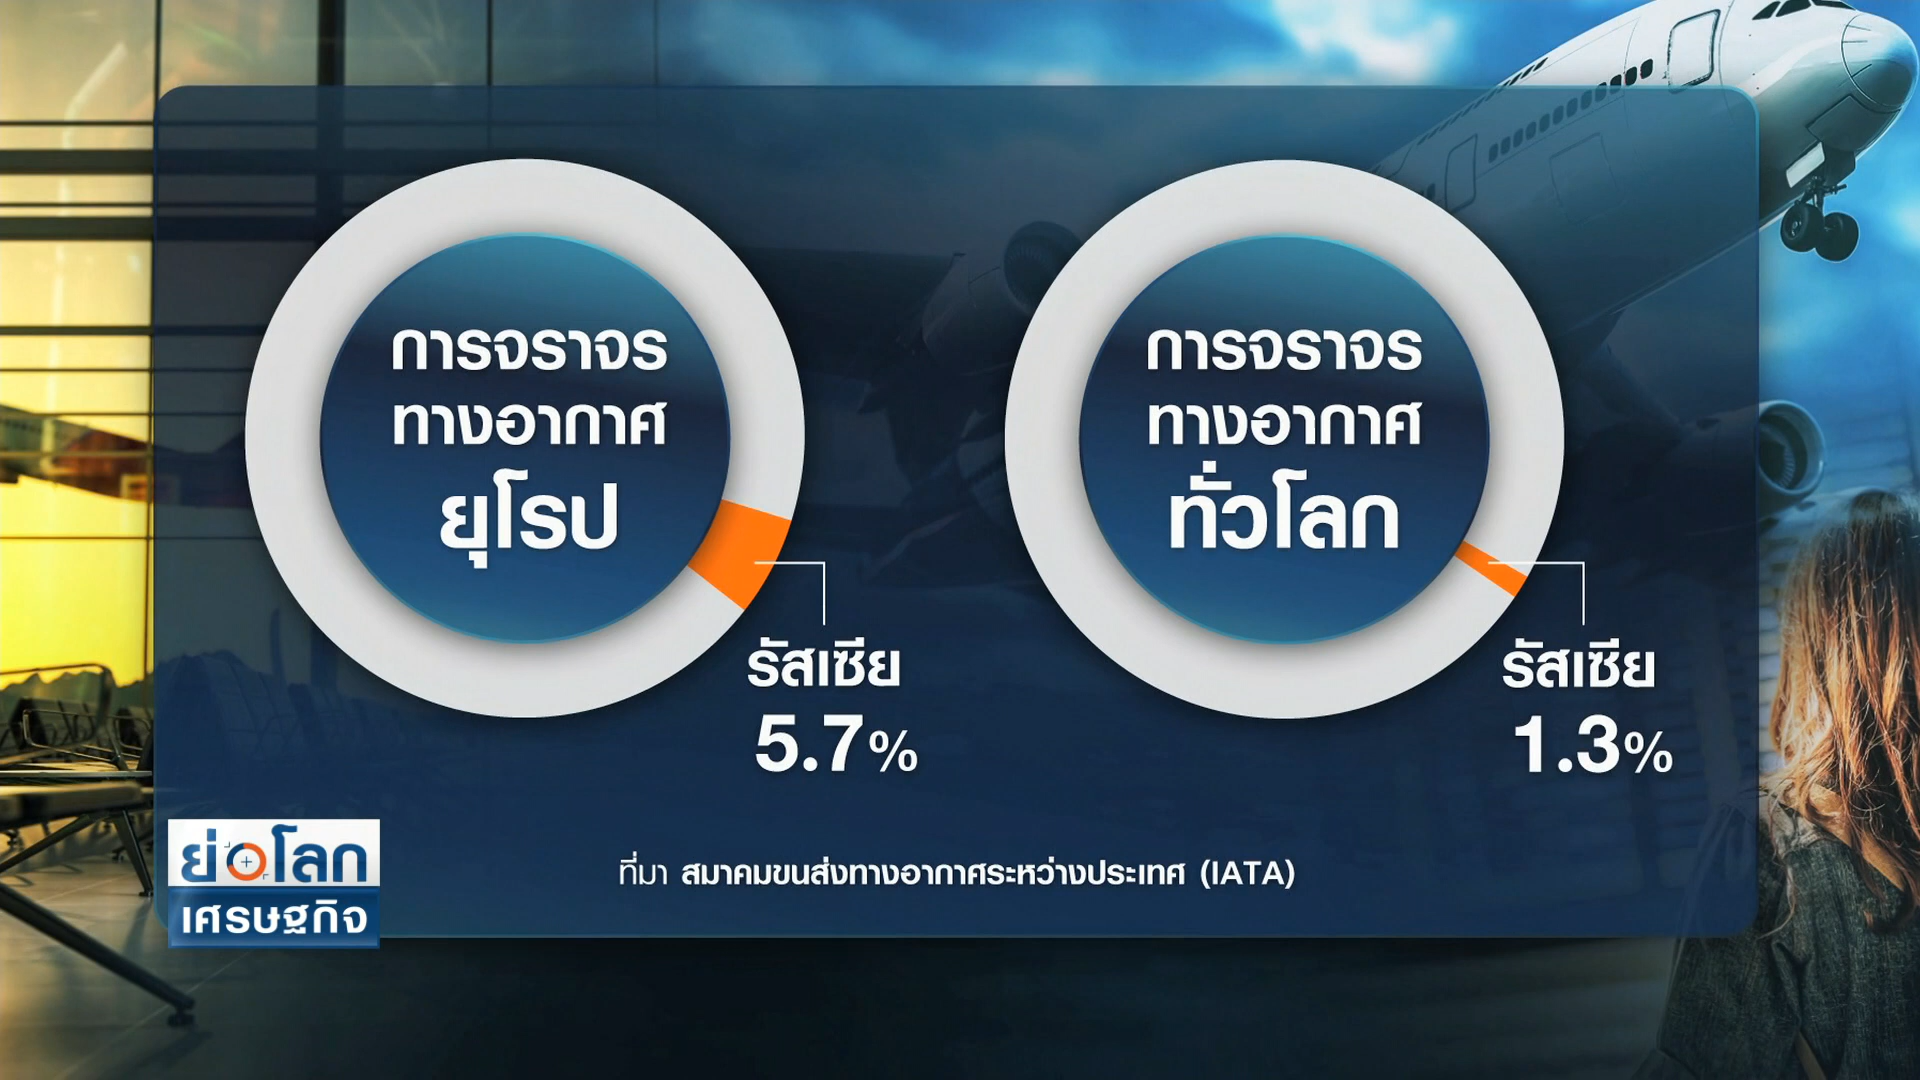 การจราจร
ทางอากาศ
ยุโรป
รัสเซีย
5.7%
การจราจร
ทางอากาศ
ทั่วโลก
รัสเซีย
1.3%
ที่มา สมาคมขนส่งทางอากาศระหว่างประเทศ (IATA)
ย่อโลก
เศรษฐกิจ